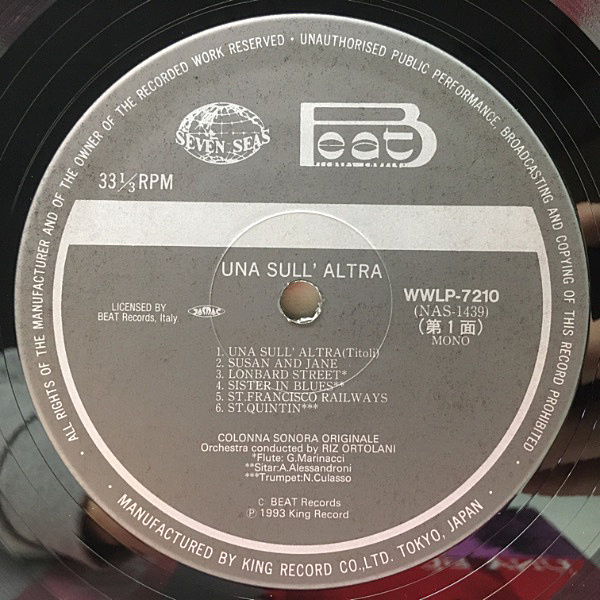 · ALL RIGHTS OF THE MANUFACTURER AND OF THE OWNER OF THE RECORDED WORK RESERVED · UNAUTHORISED PUBLIC PERFORMANCE, BROADCASTING AND COPYING OF THIS RECORD PROHIBITED
SEVEN SEAS
Beat
33 1/3 RPM
UNA SULL' ALTRA
LICENSED BY
BEAT Records, Italy
WWLP-7210
(NAS-1439)
(第1面)
MONO
1. UNA SULL' ALTRA(Titoli)
2. SUSAN AND JANE
3. LONBARD STREET*
4. SISTER IN BLUES**
5. ST.FRANCISCO RAILWAYS
6. ST.QUINTIN***
COLONNA SONORA ORIGINALE
Orchestra conducted by RIZ ORTOLANI
*Flute: G.Marinacci
**Sitar:A.Alessandroni
***Trumpet:N.Culasso
C BEAT Records
Ⓟ 1993 King Record
· MANUFACTURED BY KING RECORD CO.,LTD. TOKYO, JAPAN ·